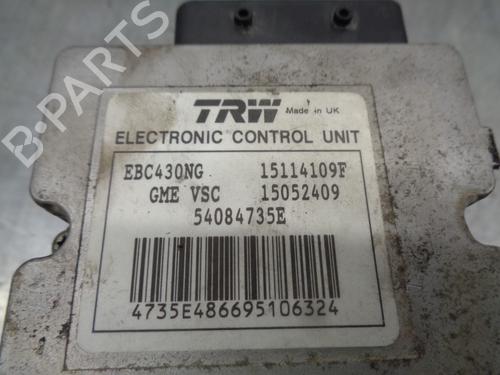 TRW Made in UK
ELECTRONIC CONTROL UNIT
EBC430NG 15114109F
GME VSC 15052409
54084735E
4735E486695106324
B-PARTS